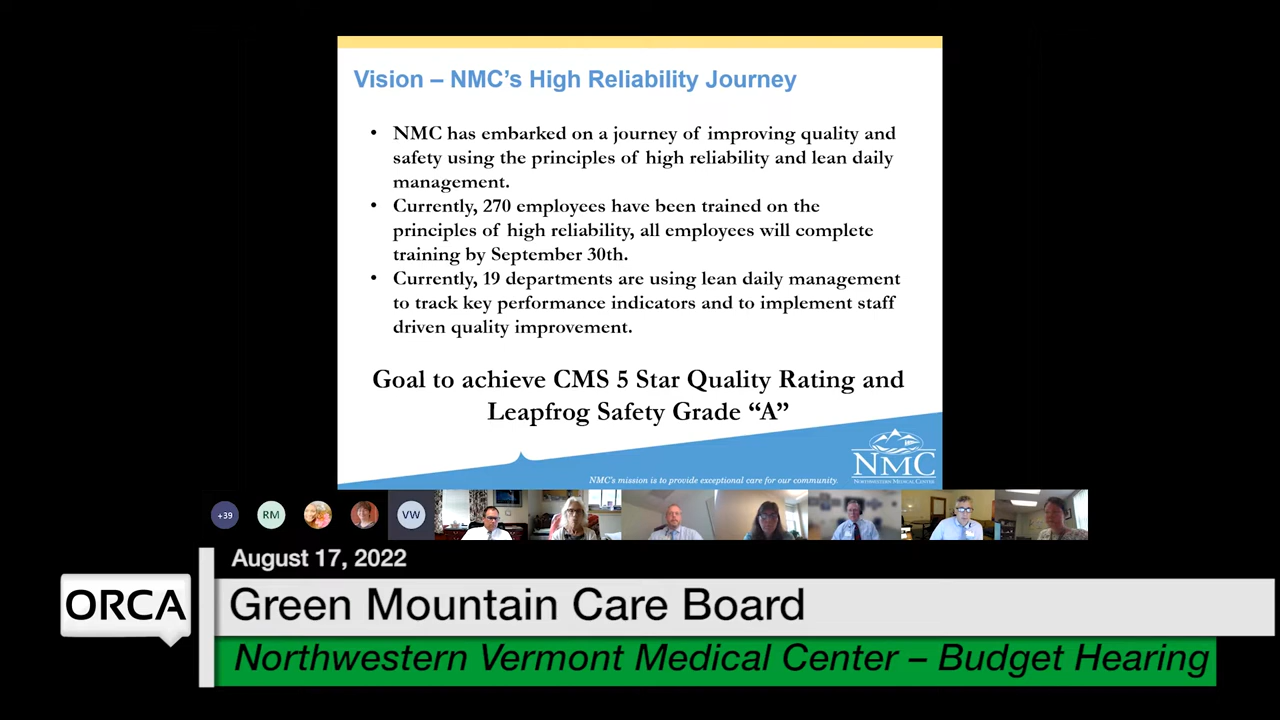 Vision – NMC's High Reliability Journey
• NMC has embarked on a journey of improving quality and
safety using the principles of high reliability and lean daily
management.
• Currently, 270 employees have been trained on the
principles of high reliability, all employees will complete
training by September 30th.
• Currently, 19 departments are using lean daily management
to track key performance indicators and to implement staff
driven quality improvement.
Goal to achieve CMS 5 Star Quality Rating and
Leapfrog Safety Grade “A”
NMC
NORTHWESTERN MEDICAL CENTER
NMC's mission is to provide exceptional care for our community.
+39
RM
VW
August 17, 2022
ORCA
Green Mountain Care Board
Northwestern Vermont Medical Center – Budget Hearing